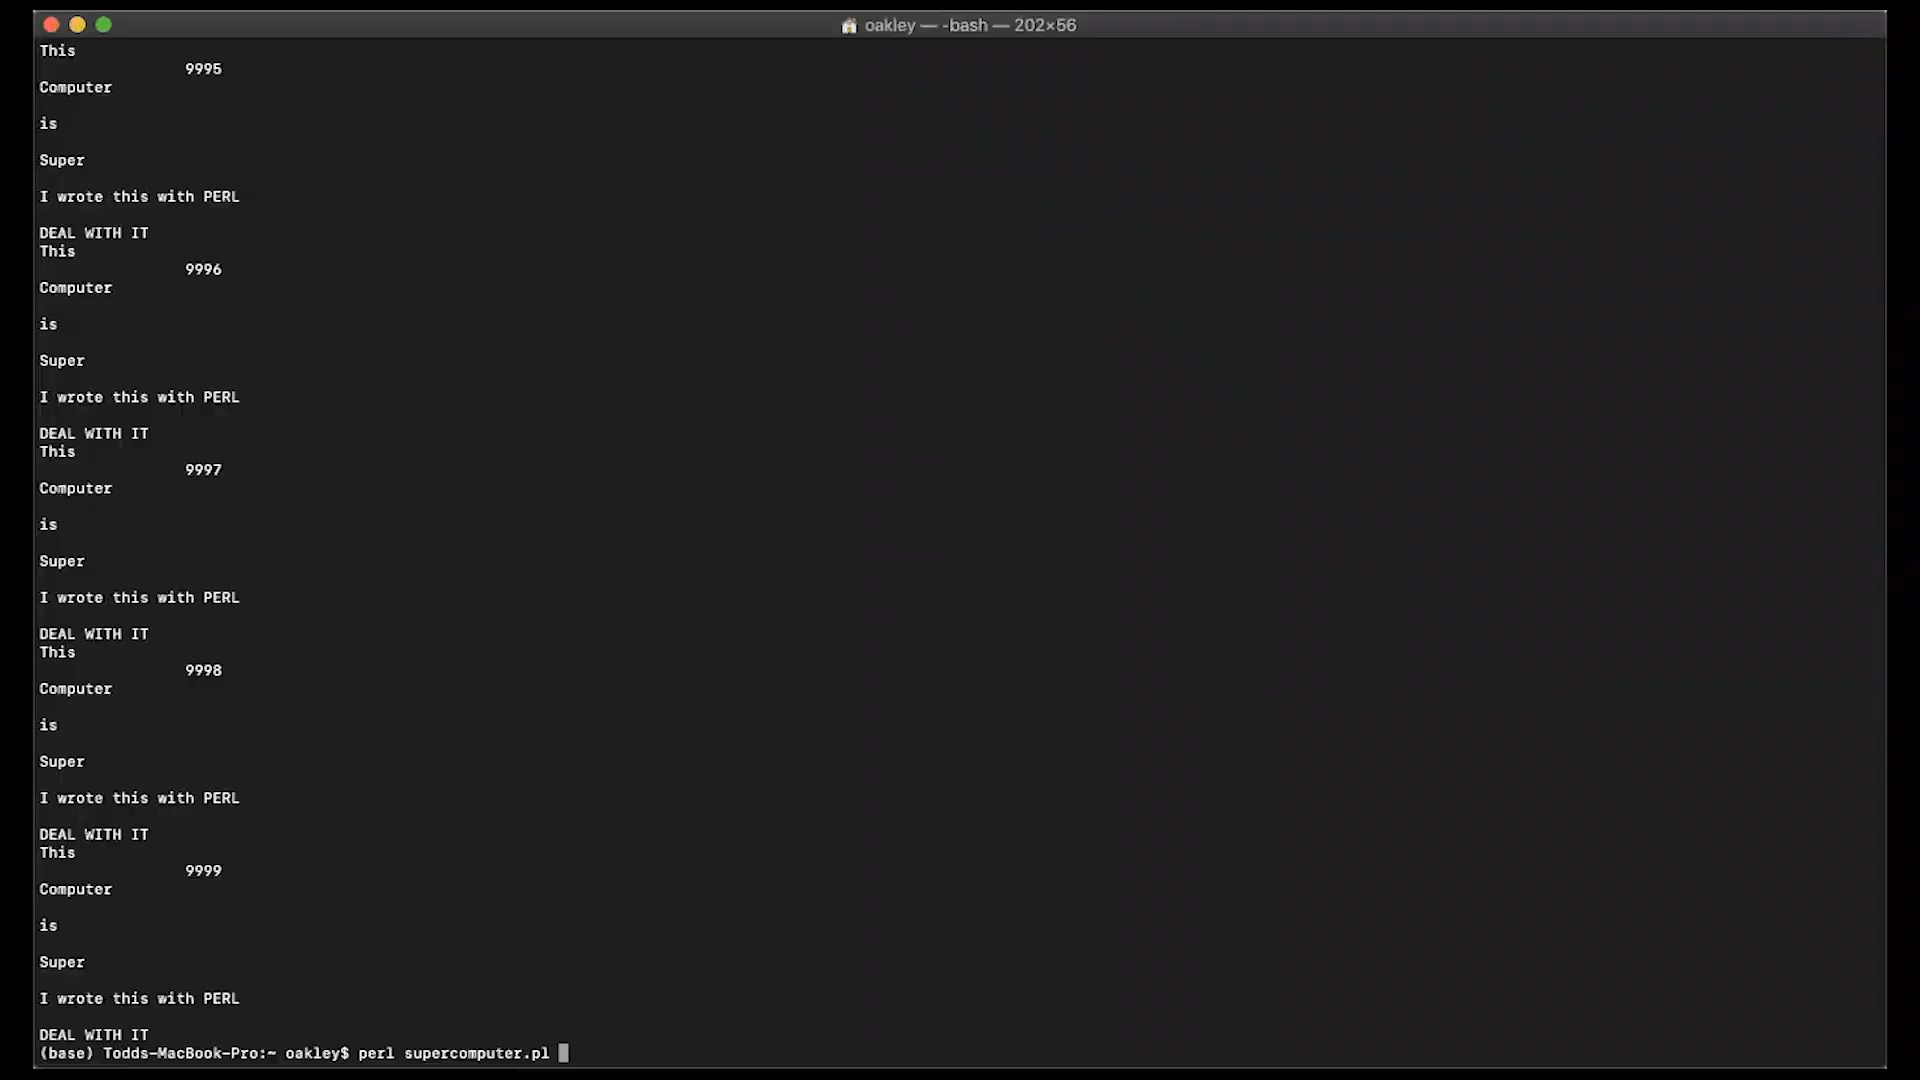 oakley — -bash — 202×56
This
9995
Computer
is
Super
I wrote this with PERL
DEAL WITH IT
This
9996
Computer
is
Super
I wrote this with PERL
DEAL WITH IT
This
9997
Computer
is
Super
I wrote this with PERL
DEAL WITH IT
This
9998
Computer
is
Super
I wrote this with PERL
DEAL WITH IT
This
9999
Computer
is
Super
I wrote this with PERL
DEAL WITH IT
(base) Todds-MacBook-Pro:~ oakley$ perl supercomputer.pl